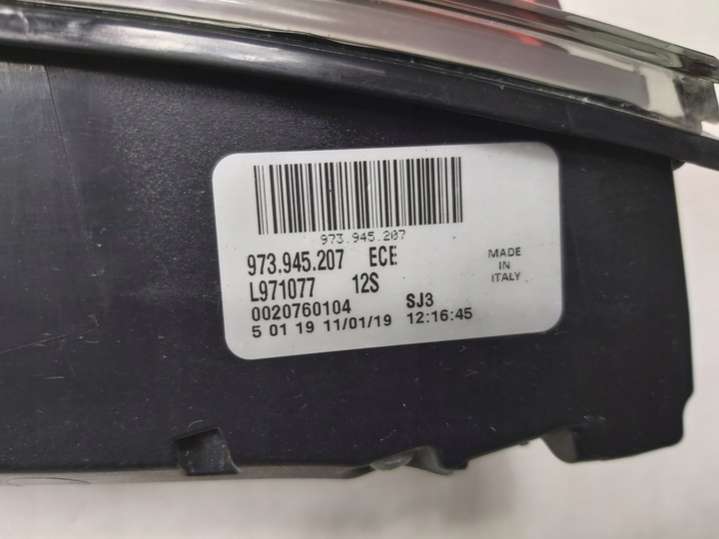 973.945.207
973.945.207 ECE
L971077 12S
0020760104 SJ3
5 01 19 11/01/19 12:16:45
MADE
IN
ITALY